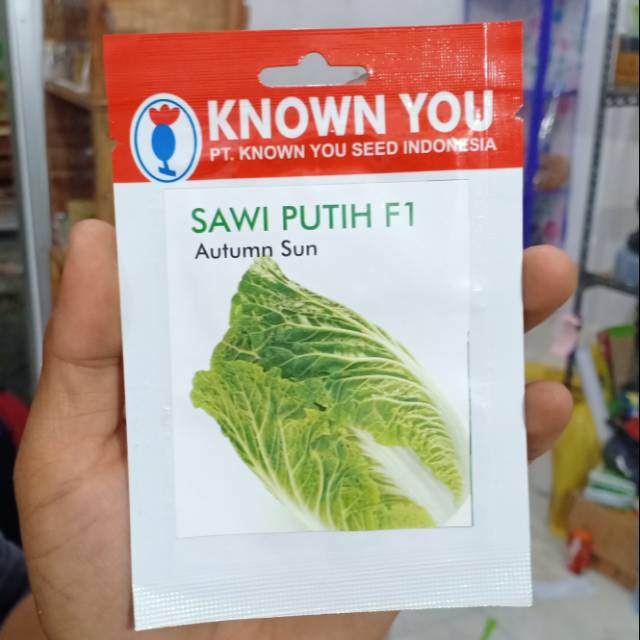 KNOWN YOU
PT. KNOWN YOU SEED INDONESIA
SAWI PUTIH F1
Autumn Sun